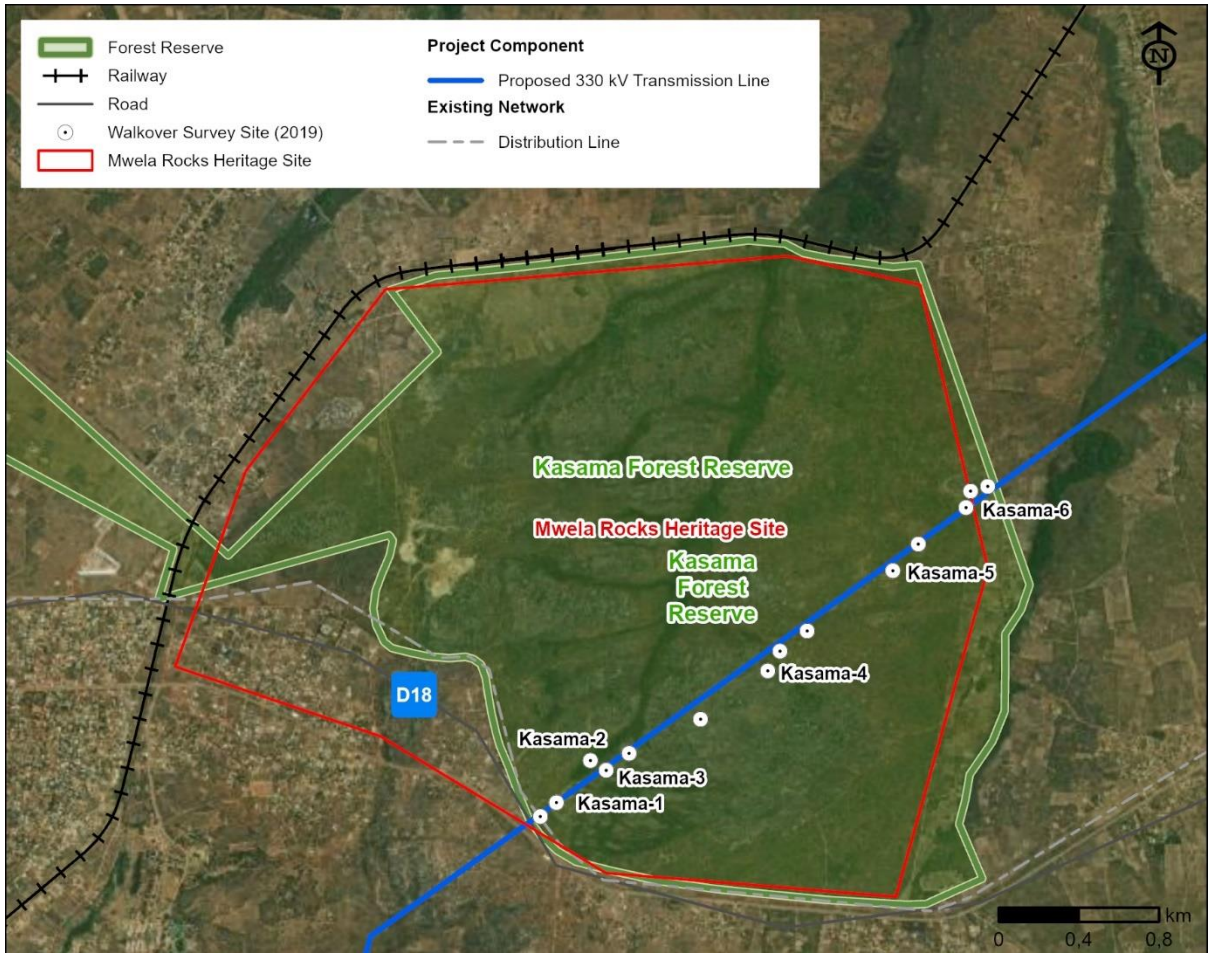 Forest Reserve
Railway
Road
Walkover Survey Site (2019)
Mwela Rocks Heritage Site
Project Component
Proposed 330 kV Transmission Line
Existing Network
Distribution Line
N
Kasama Forest Reserve
Mwela Rocks Heritage Site
Kasama
Forest
Reserve
Kasama-6
Kasama-5
Kasama-4
D18
Kasama-2
Kasama-3
Kasama-1
km
0 0,4 0,8